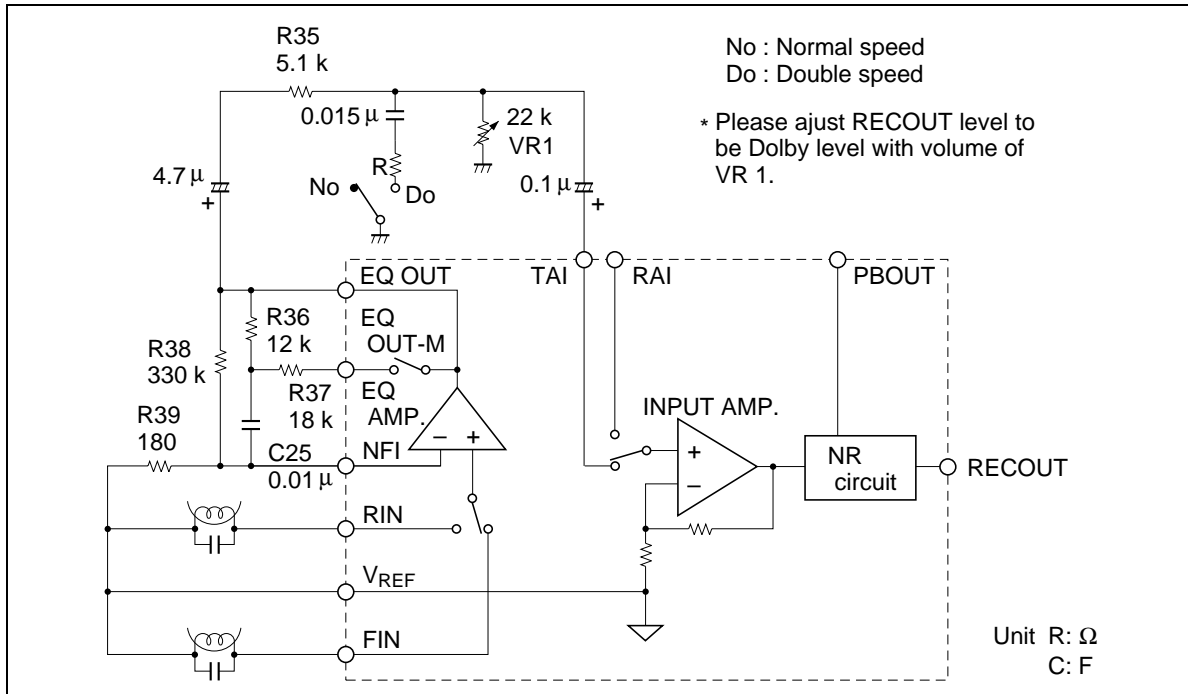 R35
5.1 k
No : Normal speed
Do : Double speed
0.015 μ
22 k
VR1
* Please ajust RECOUT level to
be Dolby level with volume of
VR 1.
4.7 μ
+
R
No
Do
0.1 μ
+
EQ OUT
TAI
RAI
PBOUT
R36
12 k
EQ
OUT-M
R38
330 k
R37
18 k
EQ
AMP.
INPUT AMP.
R39
180
− +
+
−
NR
circuit
RECOUT
C25
0.01 μ
NFI
RIN
VREF
FIN
Unit R: Ω
C: F